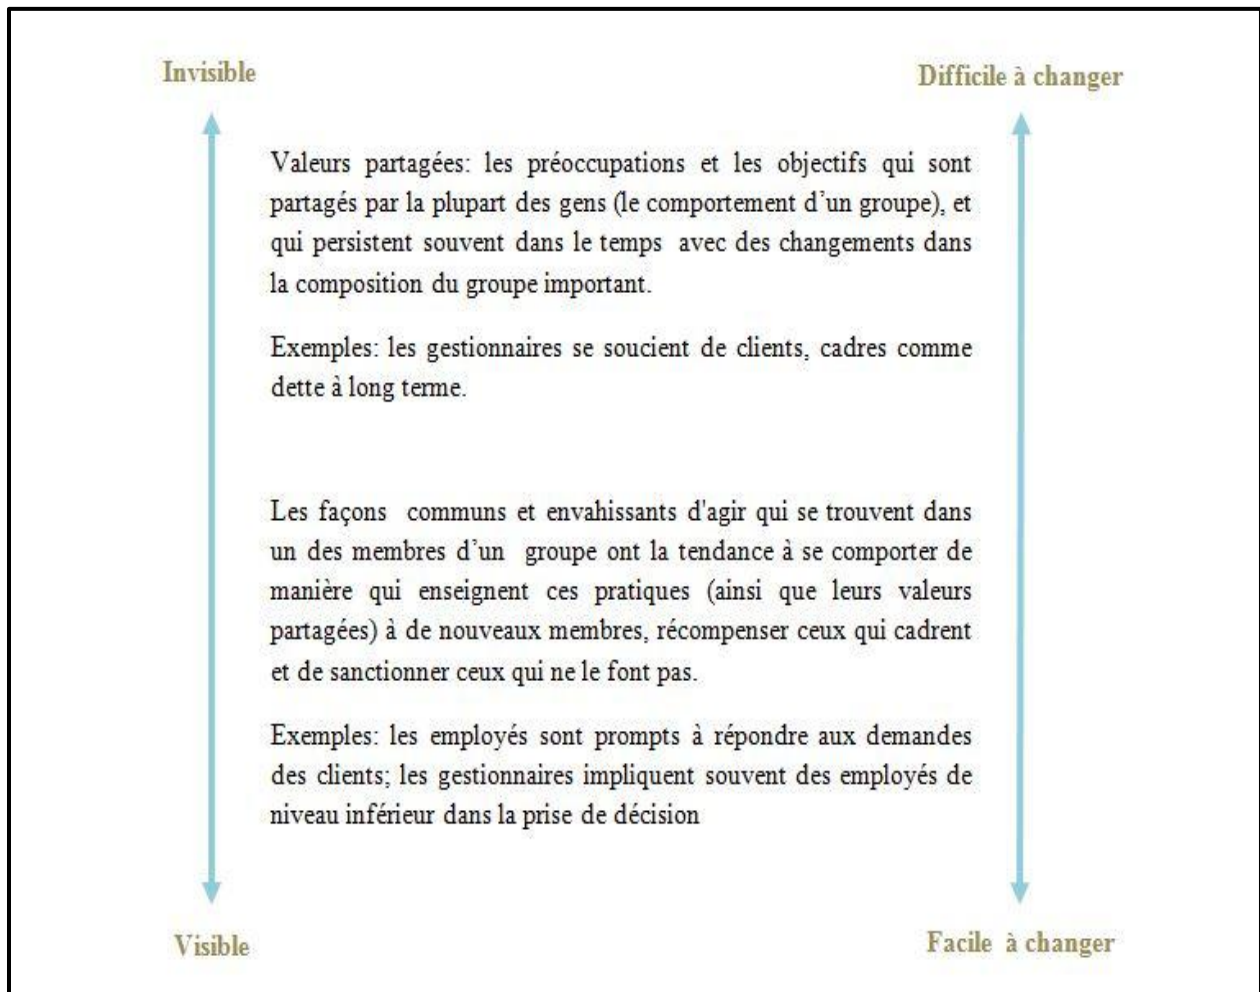 Invisible
Difficile à changer
Valeurs partagées: les préoccupations et les objectifs qui sont
partagés par la plupart des gens (le comportement d'un groupe), et
qui persistent souvent dans le temps avec des changements dans
la composition du groupe important.
Exemples: les gestionnaires se soucient de clients, cadres comme
dette à long terme.
Les façons communs et envahissants d'agir qui se trouvent dans
un des membres d'un groupe ont la tendance à se comporter de
manière qui enseignent ces pratiques (ainsi que leurs valeurs
partagées) à de nouveaux membres, récompenser ceux qui cadrent
et de sanctionner ceux qui ne le font pas.
Exemples: les employés sont prompts à répondre aux demandes
des clients; les gestionnaires impliquent souvent des employés de
niveau inférieur dans la prise de décision
Visible
Facile à changer